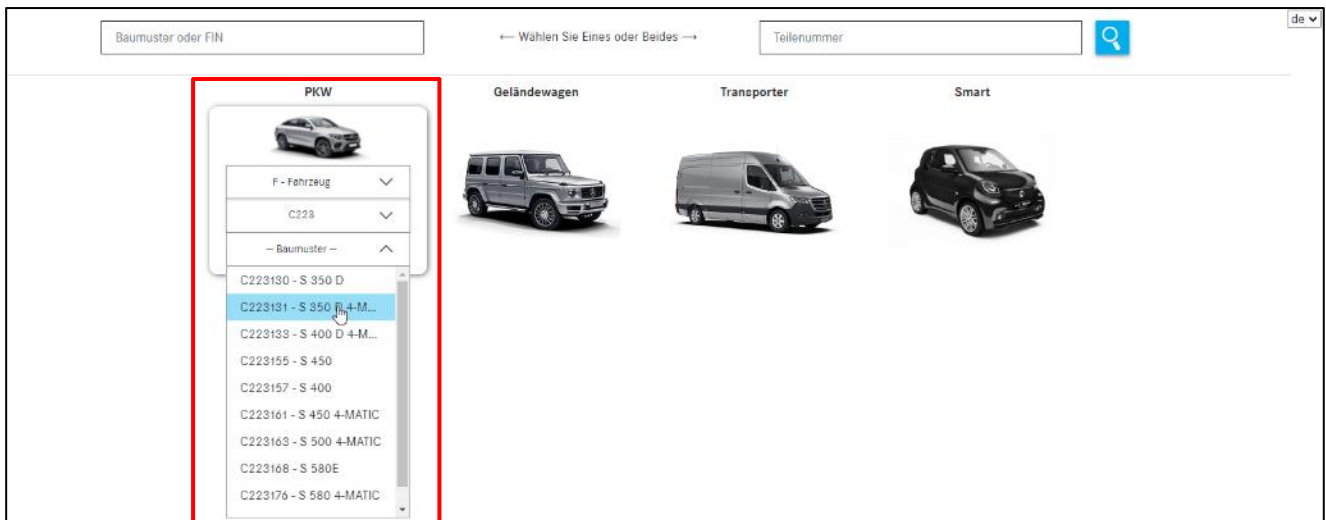 de
Baumuster oder FIN
⟵ Wählen Sie Eines oder Beides ⟶
Teilenummer
PKW
Geländewagen
Transporter
Smart
F - Fahrzeug
C223
-- Baumuster --
C223130 - S 350 D
C223131 - S 350 D 4-M...
C223133 - S 400 D 4-M...
C223155 - S 450
C223157 - S 400
C223161 - S 450 4-MATIC
C223163 - S 500 4-MATIC
C223168 - S 580E
C223176 - S 580 4-MATIC